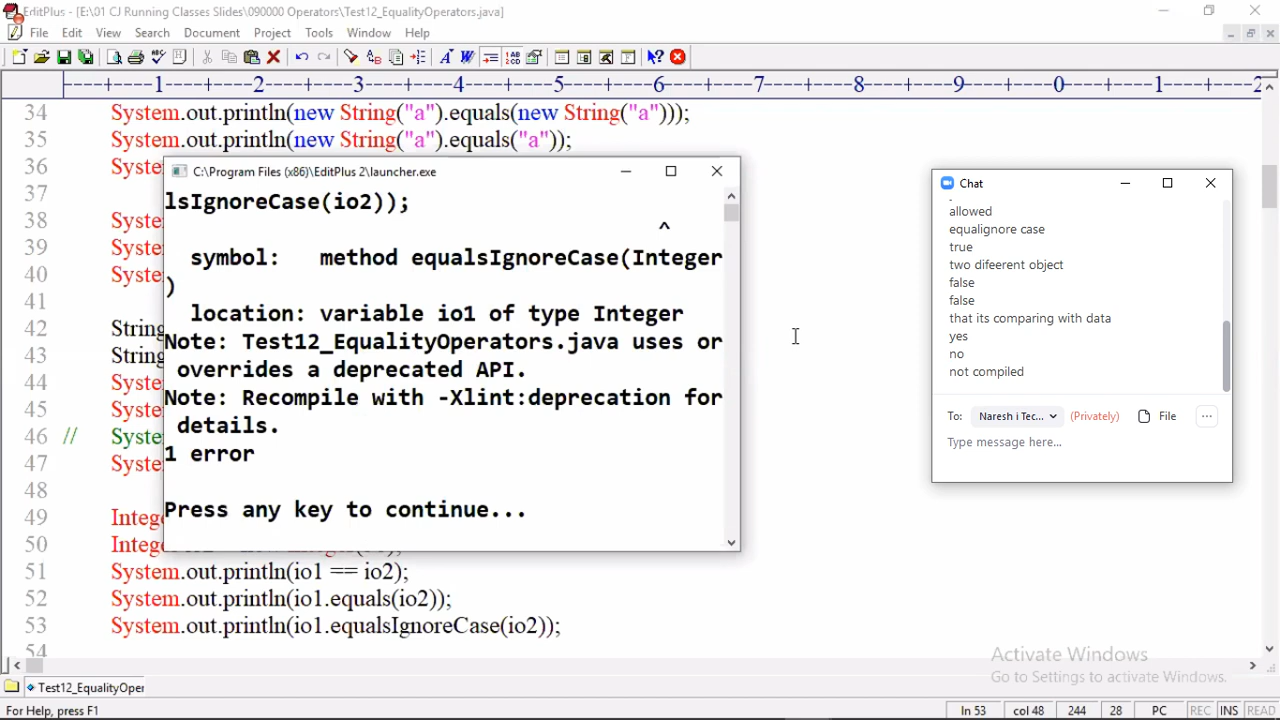 EditPlus - [E:\01 CJ Running Classes Slides\090000 Operators\Test12_EqualityOperators.java]
File Edit View Search Document Project Tools Window Help
----+----1----+----2----+----3----+----4----+----5----+----6----+----7----+----8----+----9----+----0----+----1----+----2
34 System.out.println(new String("a").equals(new String("a")));
35 System.out.println(new String("a").equals("a"));
36 Syste
37
38 Syste
39 Syste
40 Syste
41
42 String
43 String
44 Syste
45 Syste
46 // Syste
47 Syste
48
49 Intege
50 Intege
51 System.out.println(io1 == io2);
52 System.out.println(io1.equals(io2));
53 System.out.println(io1.equalsIgnoreCase(io2));
54
C:\Program Files (x86)\EditPlus 2\launcher.exe
lsIgnoreCase(io2));
^
symbol: method equalsIgnoreCase(Integer
)
location: variable io1 of type Integer
Note: Test12_EqualityOperators.java uses or
overrides a deprecated API.
Note: Recompile with -Xlint:deprecation for
details.
1 error
Press any key to continue...
Chat
allowed
equalignore case
true
two difeerent object
false
false
that its comparing with data
yes
no
not compiled
To: Naresh i Tec... (Privately) File ...
Type message here...
Activate Windows
Go to Settings to activate Windows.
Test12_EqualityOper
For Help, press F1
ln 53 col 48 244 28 PC REC INS READ